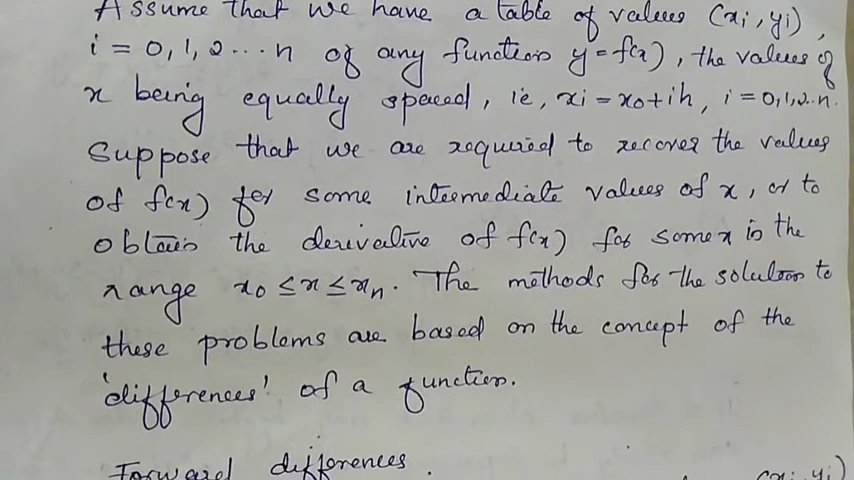 Assume that we have a table of values (xi, yi),
i = 0, 1, 2 ... n of any function y = f(x), the values of
x being equally spaced, ie, xi = x0 + ih, i = 0,1,2..n.
Suppose that we are required to recover the values
of f(x) for some intermediate values of x, or to
obtain the derivative of f(x) for some x in the
range x0 ≤ x ≤ xn. The methods for the solution to
these problems are based on the concept of the
'differences' of a function.
Forward differences.
(xi, yi)